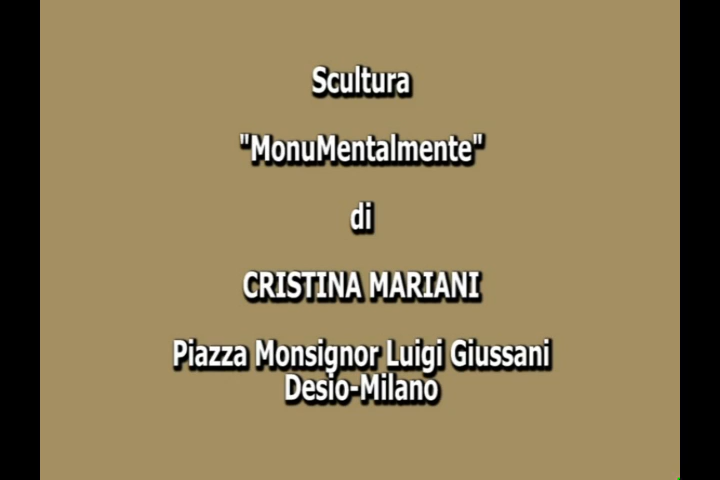 Scultura
"MonuMentalmente"
di
CRISTINA MARIANI
Piazza Monsignor Luigi Giussani
Desio-Milano